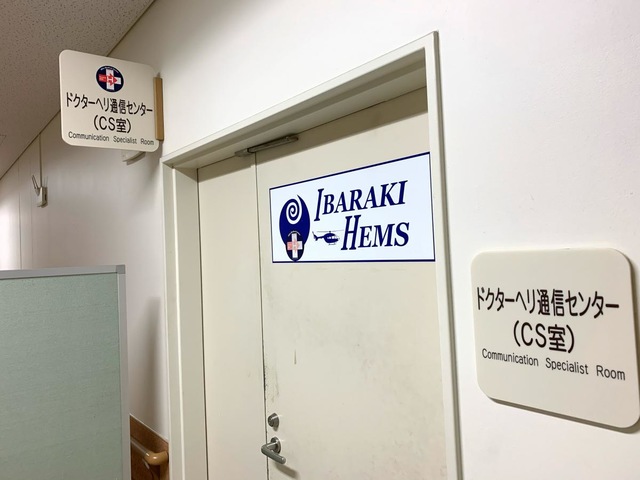 ドクターヘリ通信センター
(CS室)
Communication Specialist Room
IBARAKI
HEMS
ドクターヘリ通信センター
(CS室)
Communication Specialist Room